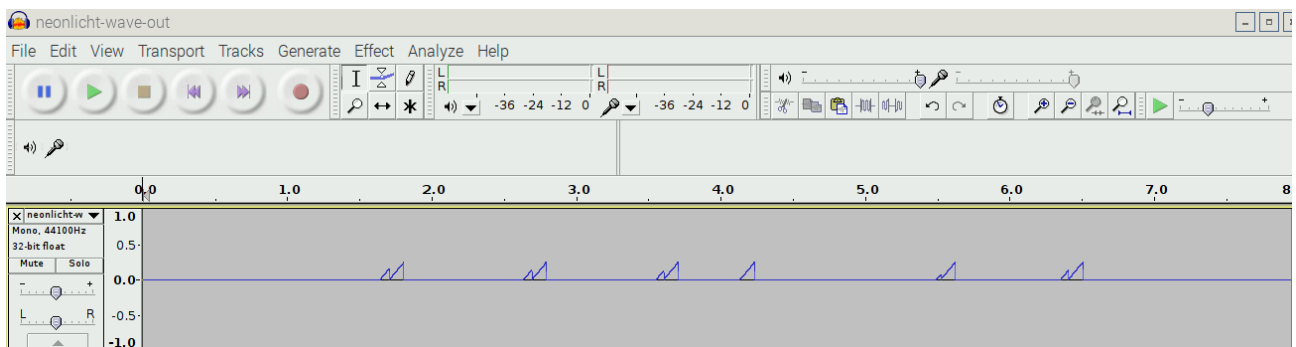 neonlicht-wave-out
File Edit View Transport Tracks Generate Effect Analyze Help
L
R
-36 -24 -12 0
L
R
-36 -24 -12 0
0.0 1.0 2.0 3.0 4.0 5.0 6.0 7.0 8
neonlicht-w
Mono, 44100Hz
32-bit float
Mute Solo
- +
L R
1.0
0.5
0.0
-0.5
-1.0